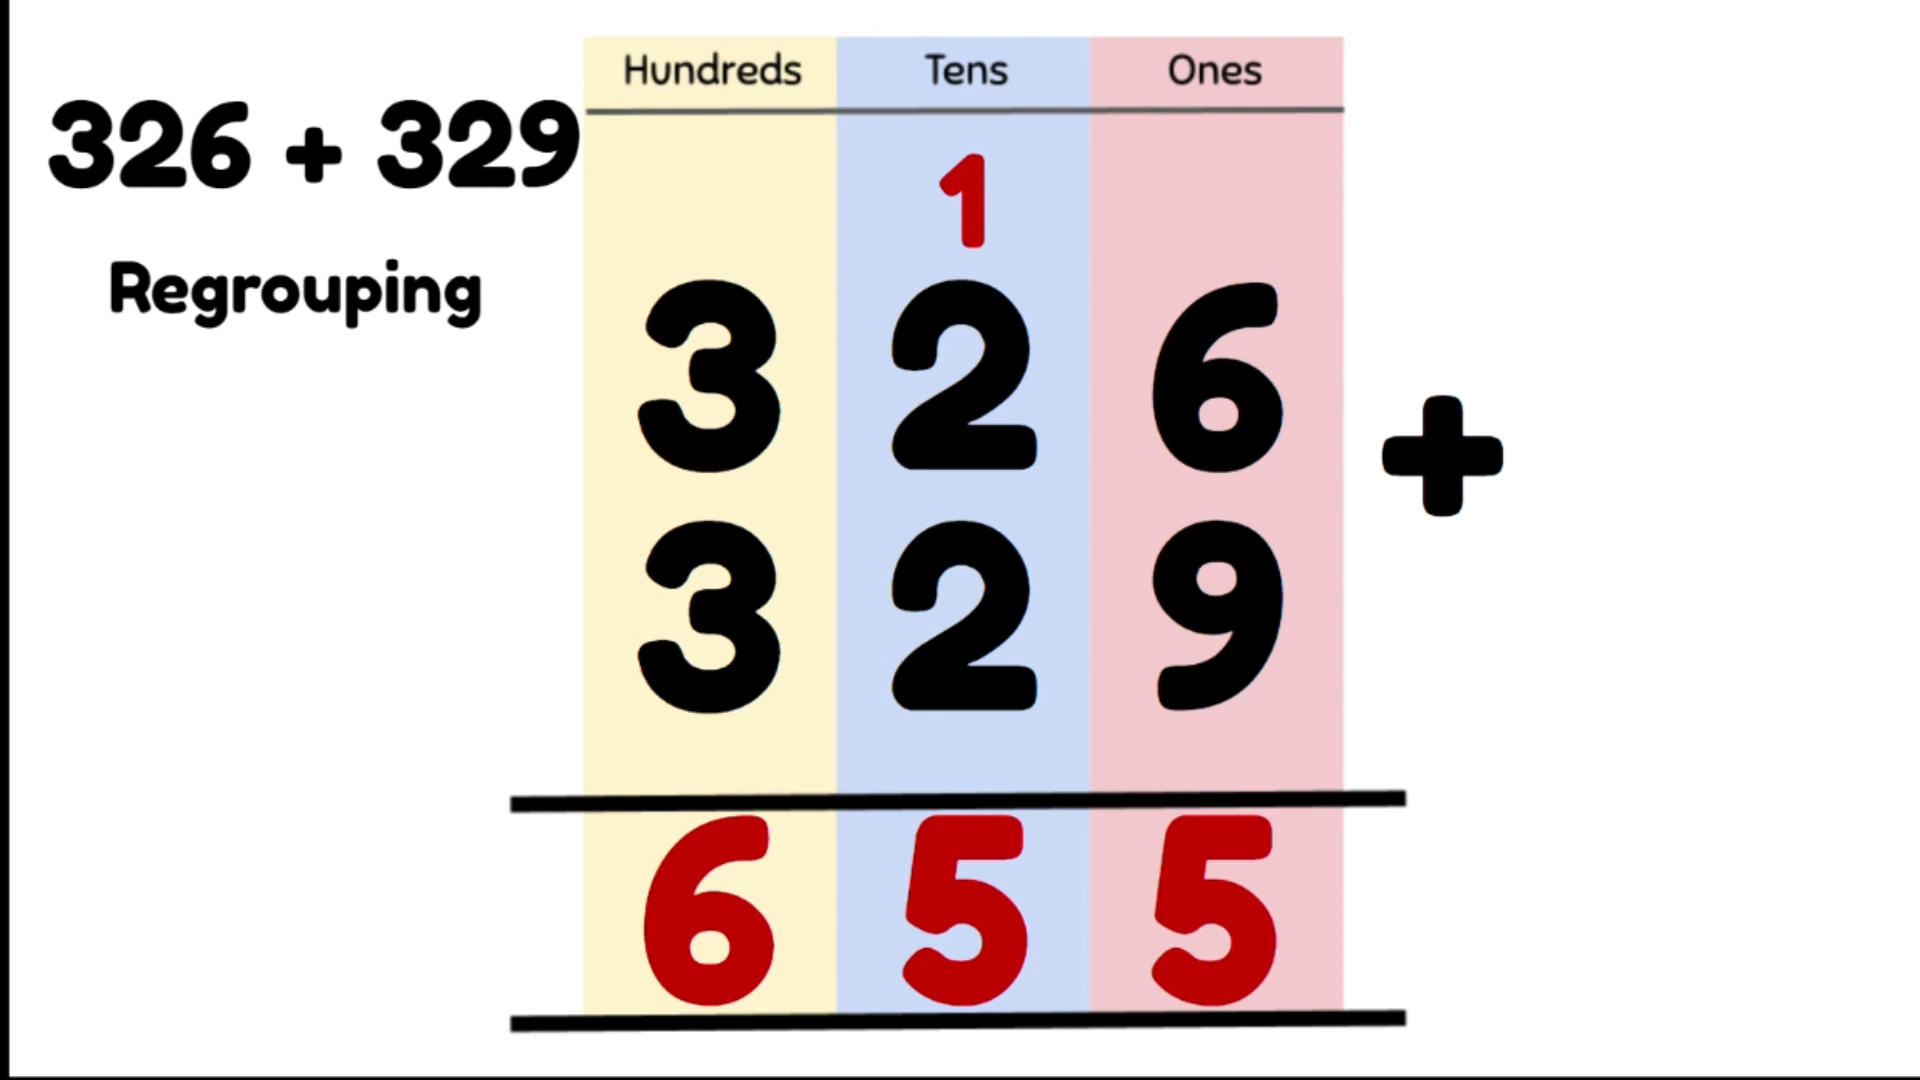 326 + 329
Regrouping
Hundreds Tens Ones
1
3 2 6
+
3 2 9
6 5 5